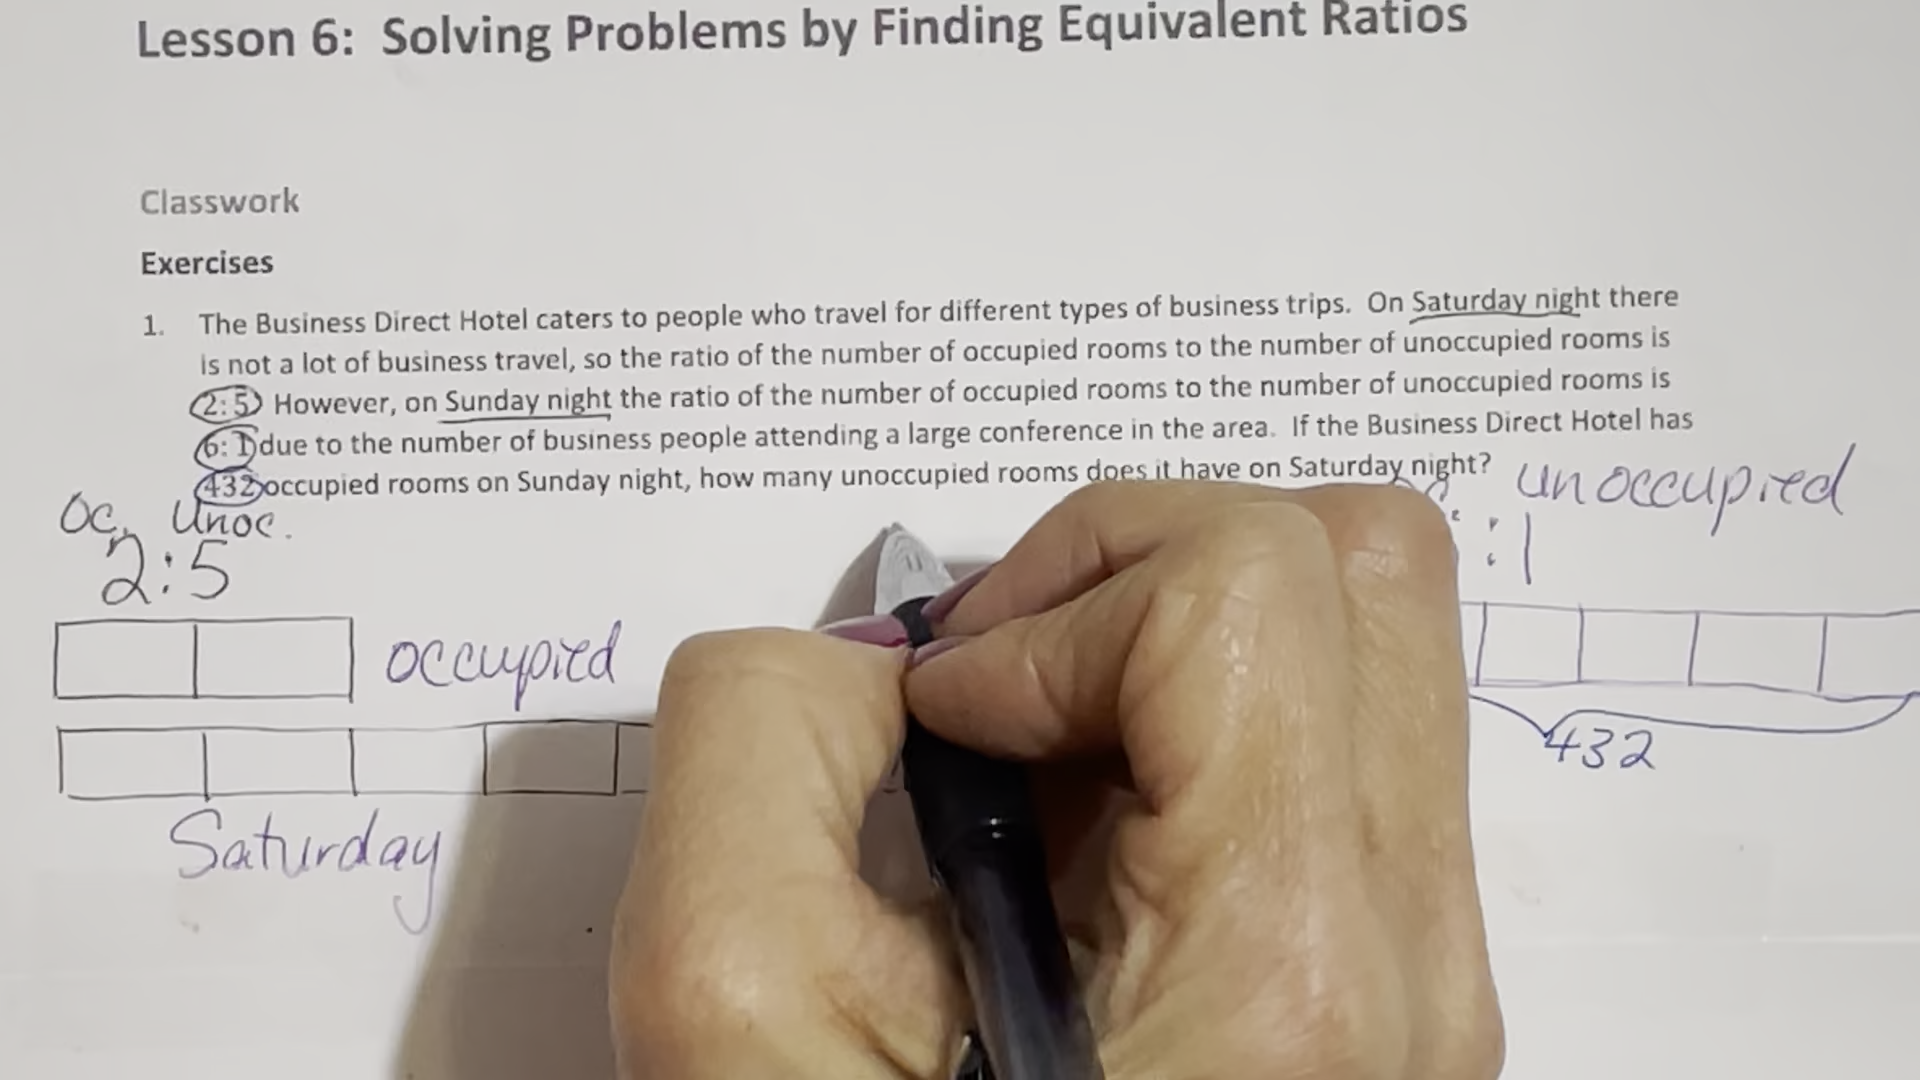 Lesson 6: Solving Problems by Finding Equivalent Ratios
Classwork
Exercises
1. The Business Direct Hotel caters to people who travel for different types of business trips. On Saturday night there
is not a lot of business travel, so the ratio of the number of occupied rooms to the number of unoccupied rooms is
2:5 However, on Sunday night the ratio of the number of occupied rooms to the number of unoccupied rooms is
6:1 due to the number of business people attending a large conference in the area. If the Business Direct Hotel has
432 occupied rooms on Sunday night, how many unoccupied rooms does it have on Saturday night?
Oc. Unoc.
2:5
occupied
Saturday
unoccupied
:1
432